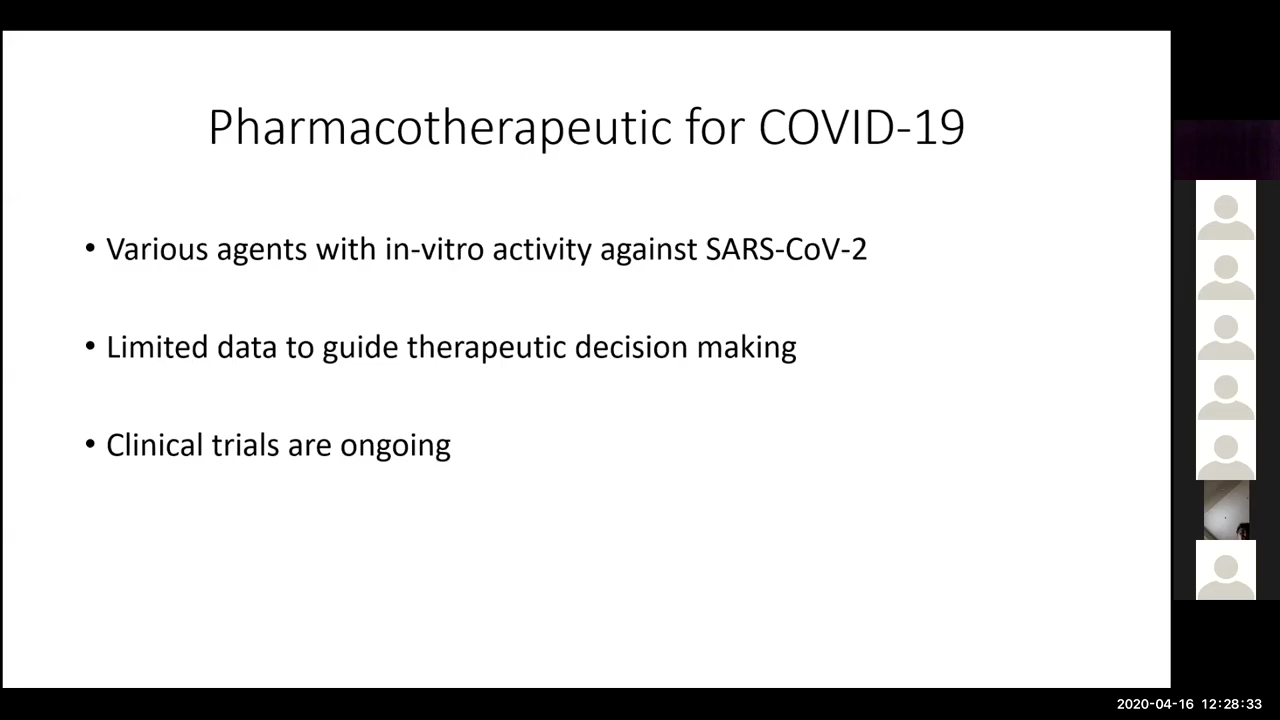 Pharmacotherapeutic for COVID-19
• Various agents with in-vitro activity against SARS-CoV-2
• Limited data to guide therapeutic decision making
• Clinical trials are ongoing
2020-04-16 12:28:33